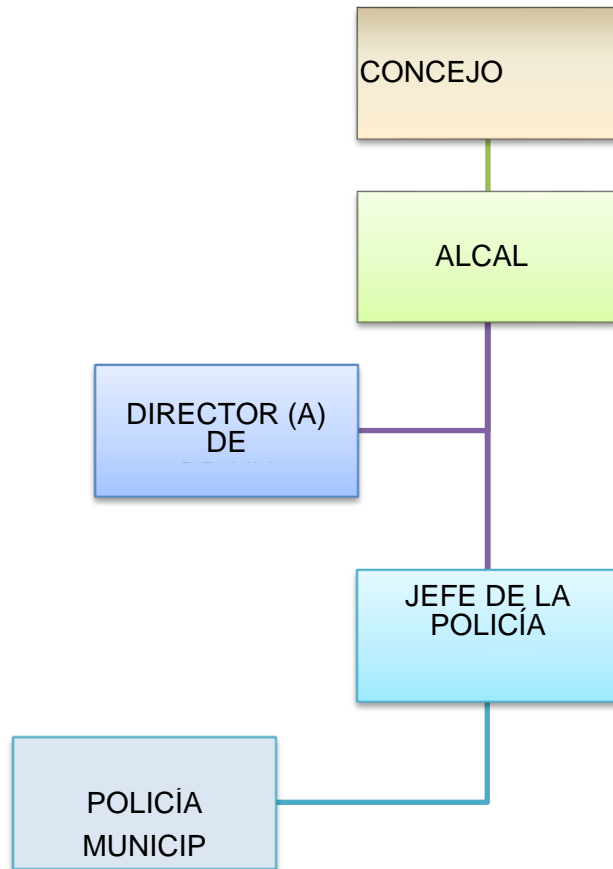 CONCEJO
ALCAL
DIRECTOR (A)
DE
JEFE DE LA
POLICÍA
POLICÍA
MUNICIP